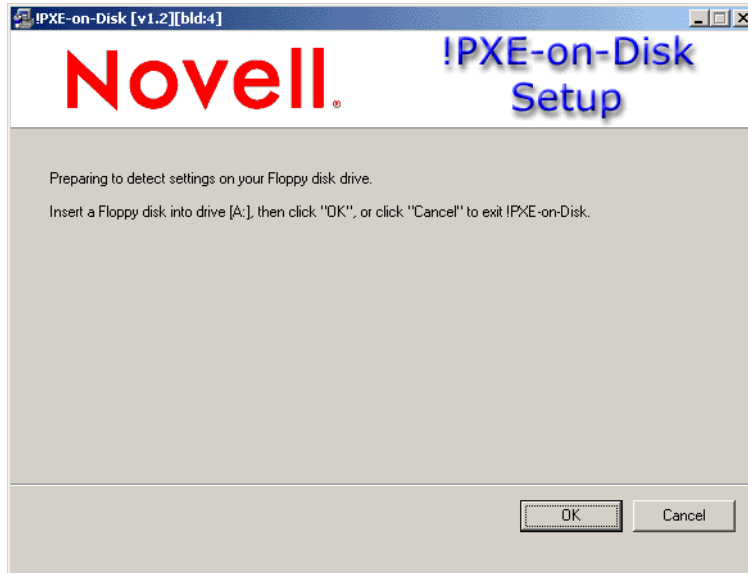 !PXE-on-Disk [v1.2][bld:4]
Novell®
!PXE-on-Disk
Setup
Preparing to detect settings on your Floppy disk drive.
Insert a Floppy disk into drive [A:], then click "OK", or click "Cancel" to exit !PXE-on-Disk.
OK
Cancel